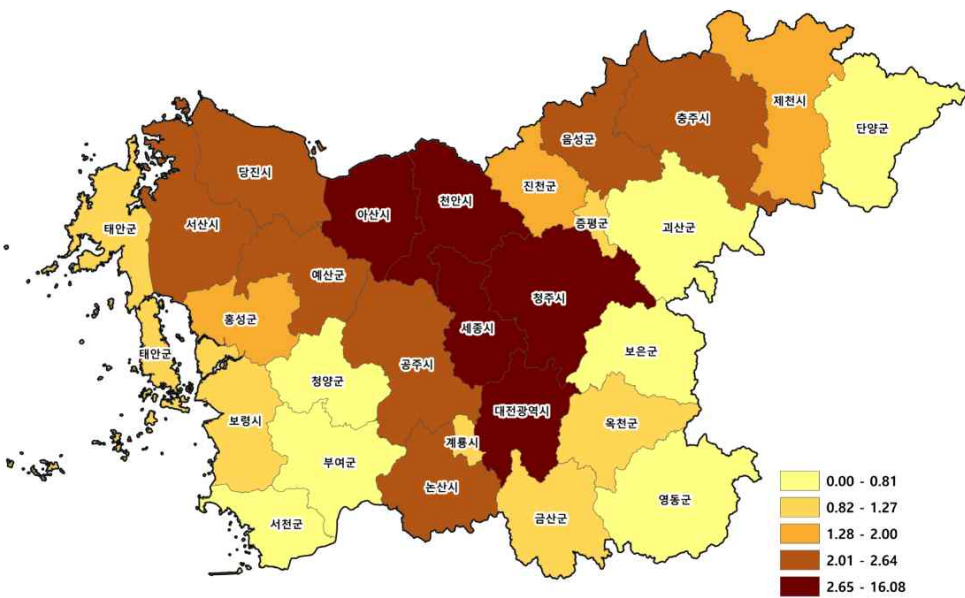 제천시
충주시
단양군
음성군
당진시
진천군
천안시
아산시
증평군
서산시
태안군
괴산군
예산군
청주시
홍성군
세종시
태안군
보은군
공주시
청양군
대전광역시
보령시
옥천군
계룡시
부여군
논산시
영동군
금산군
서천군
0.00 - 0.81
0.82 - 1.27
1.28 - 2.00
2.01 - 2.64
2.65 - 16.08